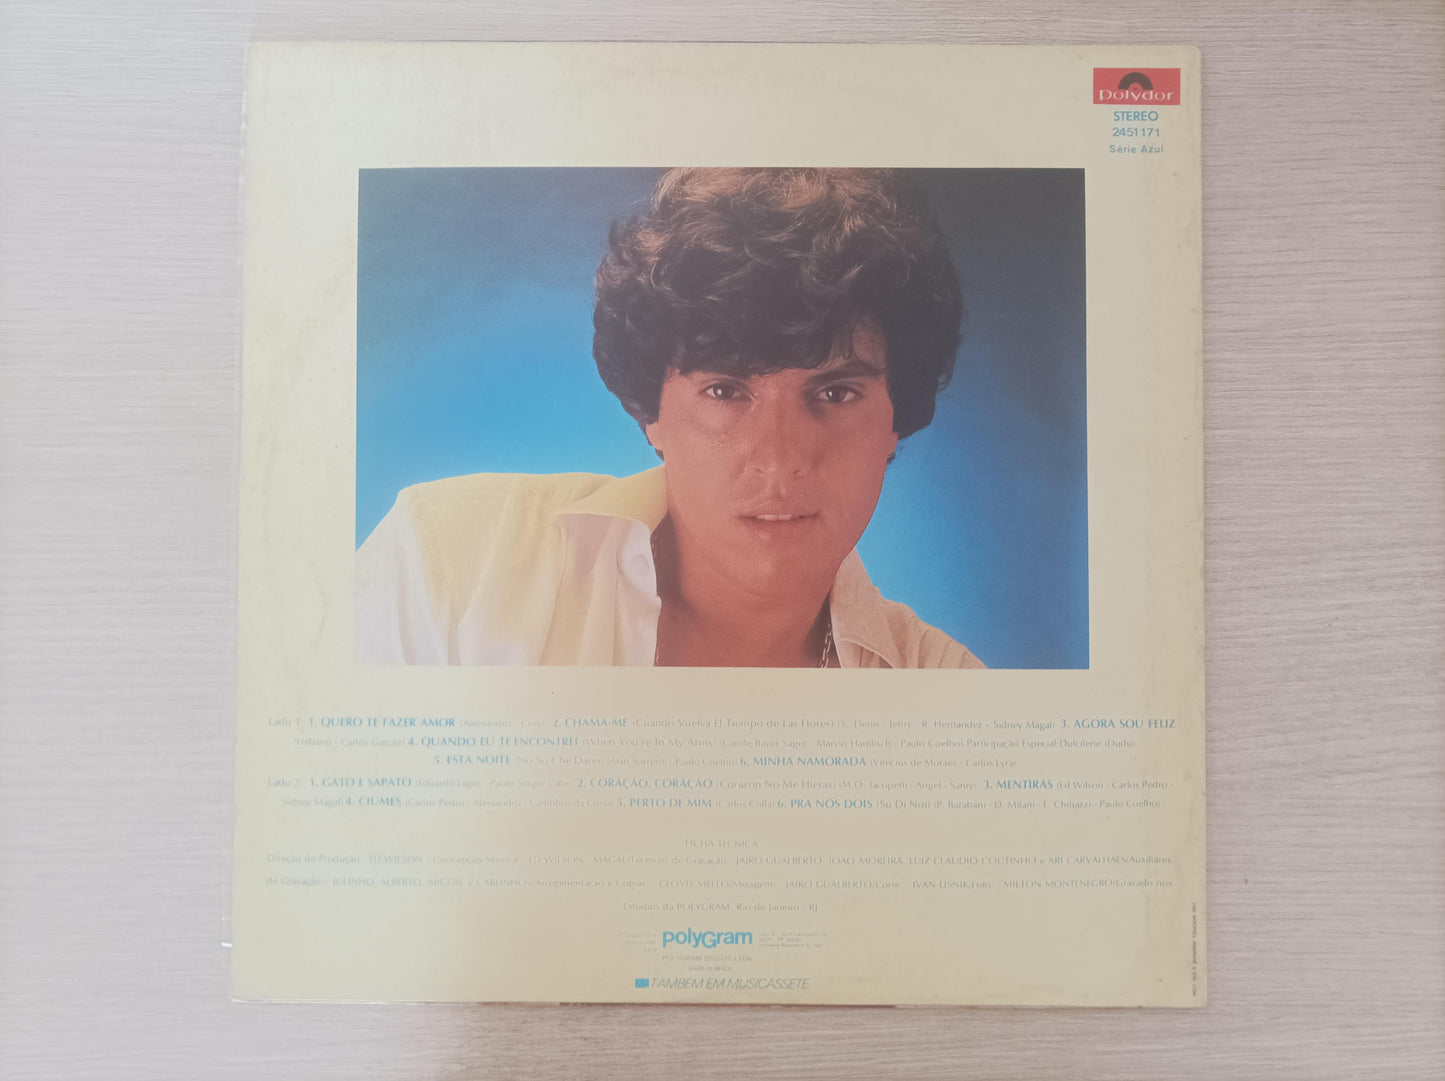 polydor
STEREO
2451171
Série Azul
Lado 1: 1. QUERO TE FAZER AMOR (Alessandro - Curs) 2. CHAMA-ME (Cuando Vuelva El Tiempo de Las Flores) (S. Denis - Jeffry - R. Hernandez - Sidney Magal) 3. AGORA SOU FELIZ
(Hebano - Carlos Garcez) 4. QUANDO EU TE ENCONTREI (When You're In My Arms) (Carole Bayer Sager - Marvin Hamlisch - Paulo Coelho) Participação Especial Dulcilene (Dudu)
5. ESTA NOITE (No So Che Darei) (Alan Sorrenti - Paulo Coelho) 6. MINHA NAMORADA (Vinicius de Moraes - Carlos Lyra)
Lado 2: 1. GATO E SAPATO (Eduardo Lages - Paulo Sergio Valle) 2. CORAÇÃO, CORAÇÃO (Corazon No Me Hieras) (M.O. Iacopetti - Angel - Sanry) 3. MENTIRAS (Ed Wilson - Carlos Pedro -
Sidney Magal) 4. CIÚMES (Carlos Pedro - Alessandro - Carlinhos da Costa) 5. PERTO DE MIM (Carlos Colla) 6. PRA NÓS DOIS (Su Di Noi) (P. Barabani - D. Milani - E. Chinazzi - Paulo Coelho)
FICHA TÉCNICA
Direção de Produção: ED WILSON - Concepção Musical: ED WILSON - MAGAL/Técnicos de Gravação: JAIRO GUALBERTO, JOÃO MOREIRA, LUIZ CLAUDIO COUTINHO e ARI CARVALHAES/Auxiliares
de Gravação: JULINHO, ALBERTO, MIGUEL e CARLINHOS/Arregimentação e Copias: CLOVIS MELLO/Mixagem: JAIRO GUALBERTO/Corte: IVAN LISNIK/Foto: MILTON MONTENEGRO/Gravado nos
Estudios da POLYGRAM, Rio de Janeiro - RJ
polyGram
POLYGRAM DISCOS LTDA
MADE IN BRAZIL
TAMBÉM EM MUSICASSETE